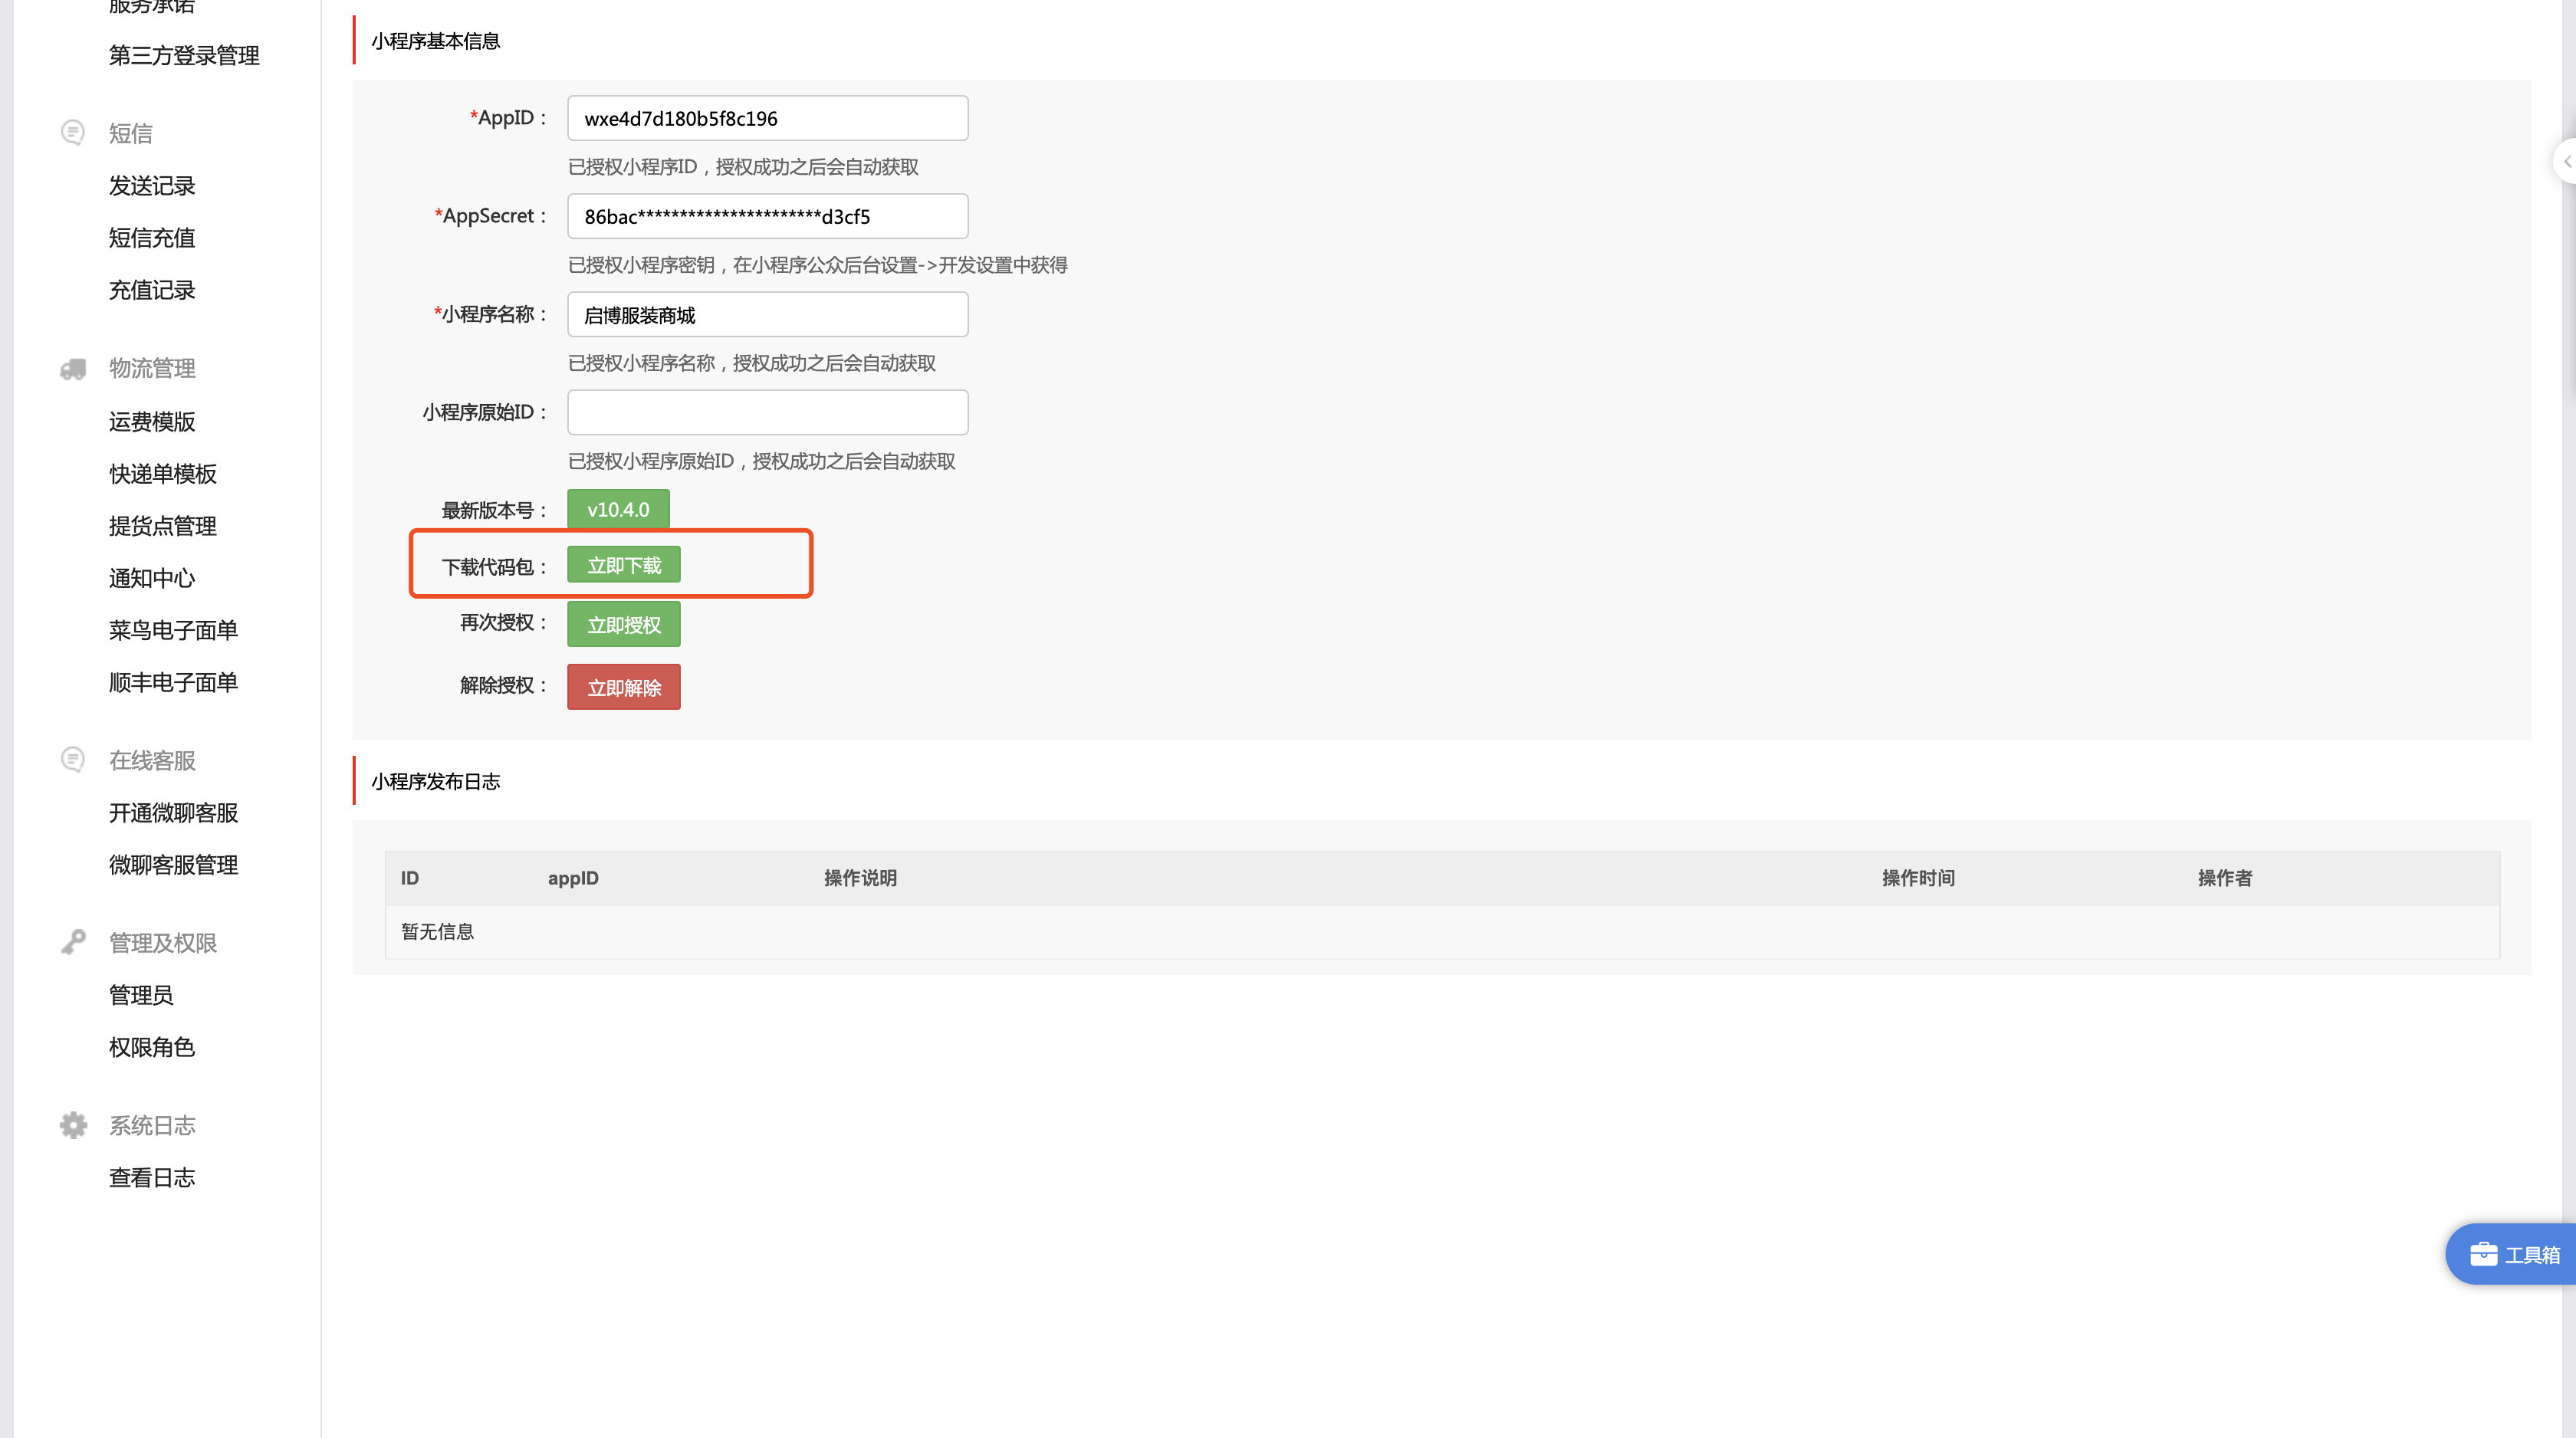 服务承诺
第三方登录管理
短信
发送记录
短信充值
充值记录
物流管理
运费模版
快递单模板
提货点管理
通知中心
菜鸟电子面单
顺丰电子面单
在线客服
开通微聊客服
微聊客服管理
管理及权限
管理员
权限角色
系统日志
查看日志
小程序基本信息
*AppID： wxe4d7d180b5f8c196
已授权小程序ID，授权成功之后会自动获取
*AppSecret： 86bac**********************d3cf5
已授权小程序密钥，在小程序公众后台设置->开发设置中获得
*小程序名称： 启博服装商城
已授权小程序名称，授权成功之后会自动获取
小程序原始ID：
已授权小程序原始ID，授权成功之后会自动获取
最新版本号： v10.4.0
下载代码包： 立即下载
再次授权： 立即授权
解除授权： 立即解除
小程序发布日志
ID appID 操作说明 操作时间 操作者
暂无信息
工具箱